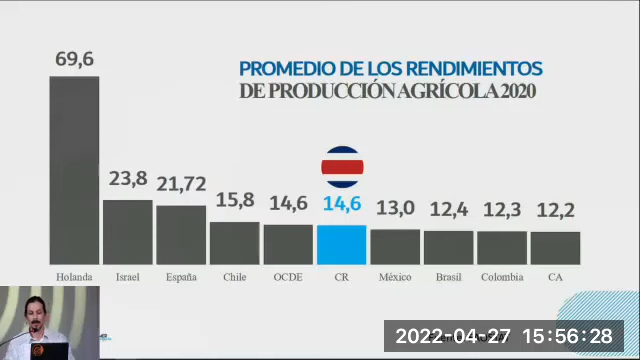 PROMEDIO DE LOS RENDIMIENTOS
DE PRODUCCIÓN AGRÍCOLA 2020
69,6
23,8
21,72
15,8
14,6
14,6
13,0
12,4
12,3
12,2
Holanda
Israel
España
Chile
OCDE
CR
México
Brasil
Colombia
CA
2022-04-27 15:56:28